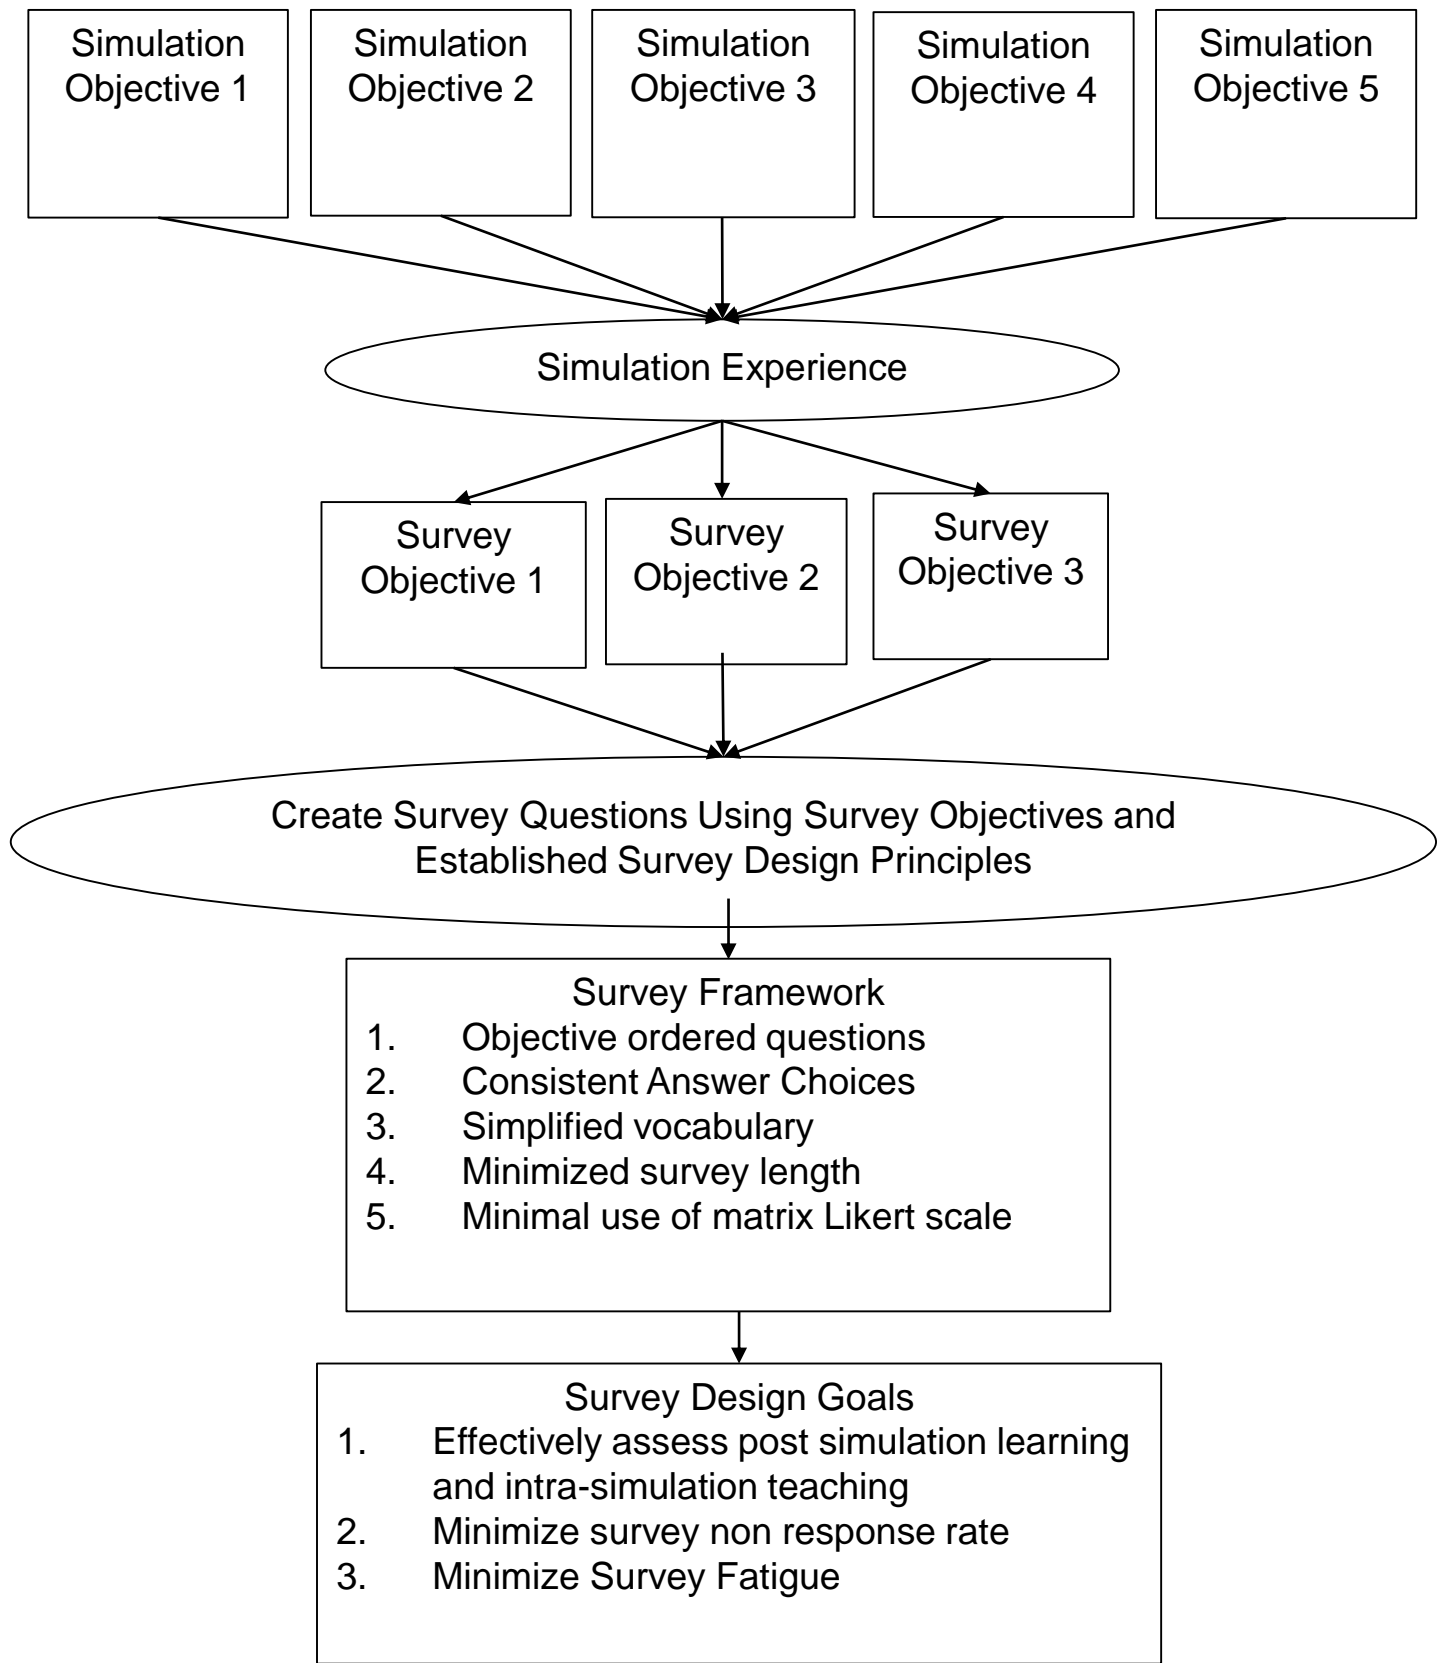 Simulation
Objective 1
Simulation
Objective 2
Simulation
Objective 3
Simulation
Objective 4
Simulation
Objective 5
Simulation Experience
Survey
Objective 1
Survey
Objective 2
Survey
Objective 3
Create Survey Questions Using Survey Objectives and
Established Survey Design Principles
Survey Framework
1. Objective ordered questions
2. Consistent Answer Choices
3. Simplified vocabulary
4. Minimized survey length
5. Minimal use of matrix Likert scale
Survey Design Goals
1. Effectively assess post simulation learning
and intra-simulation teaching
2. Minimize survey non response rate
3. Minimize Survey Fatigue